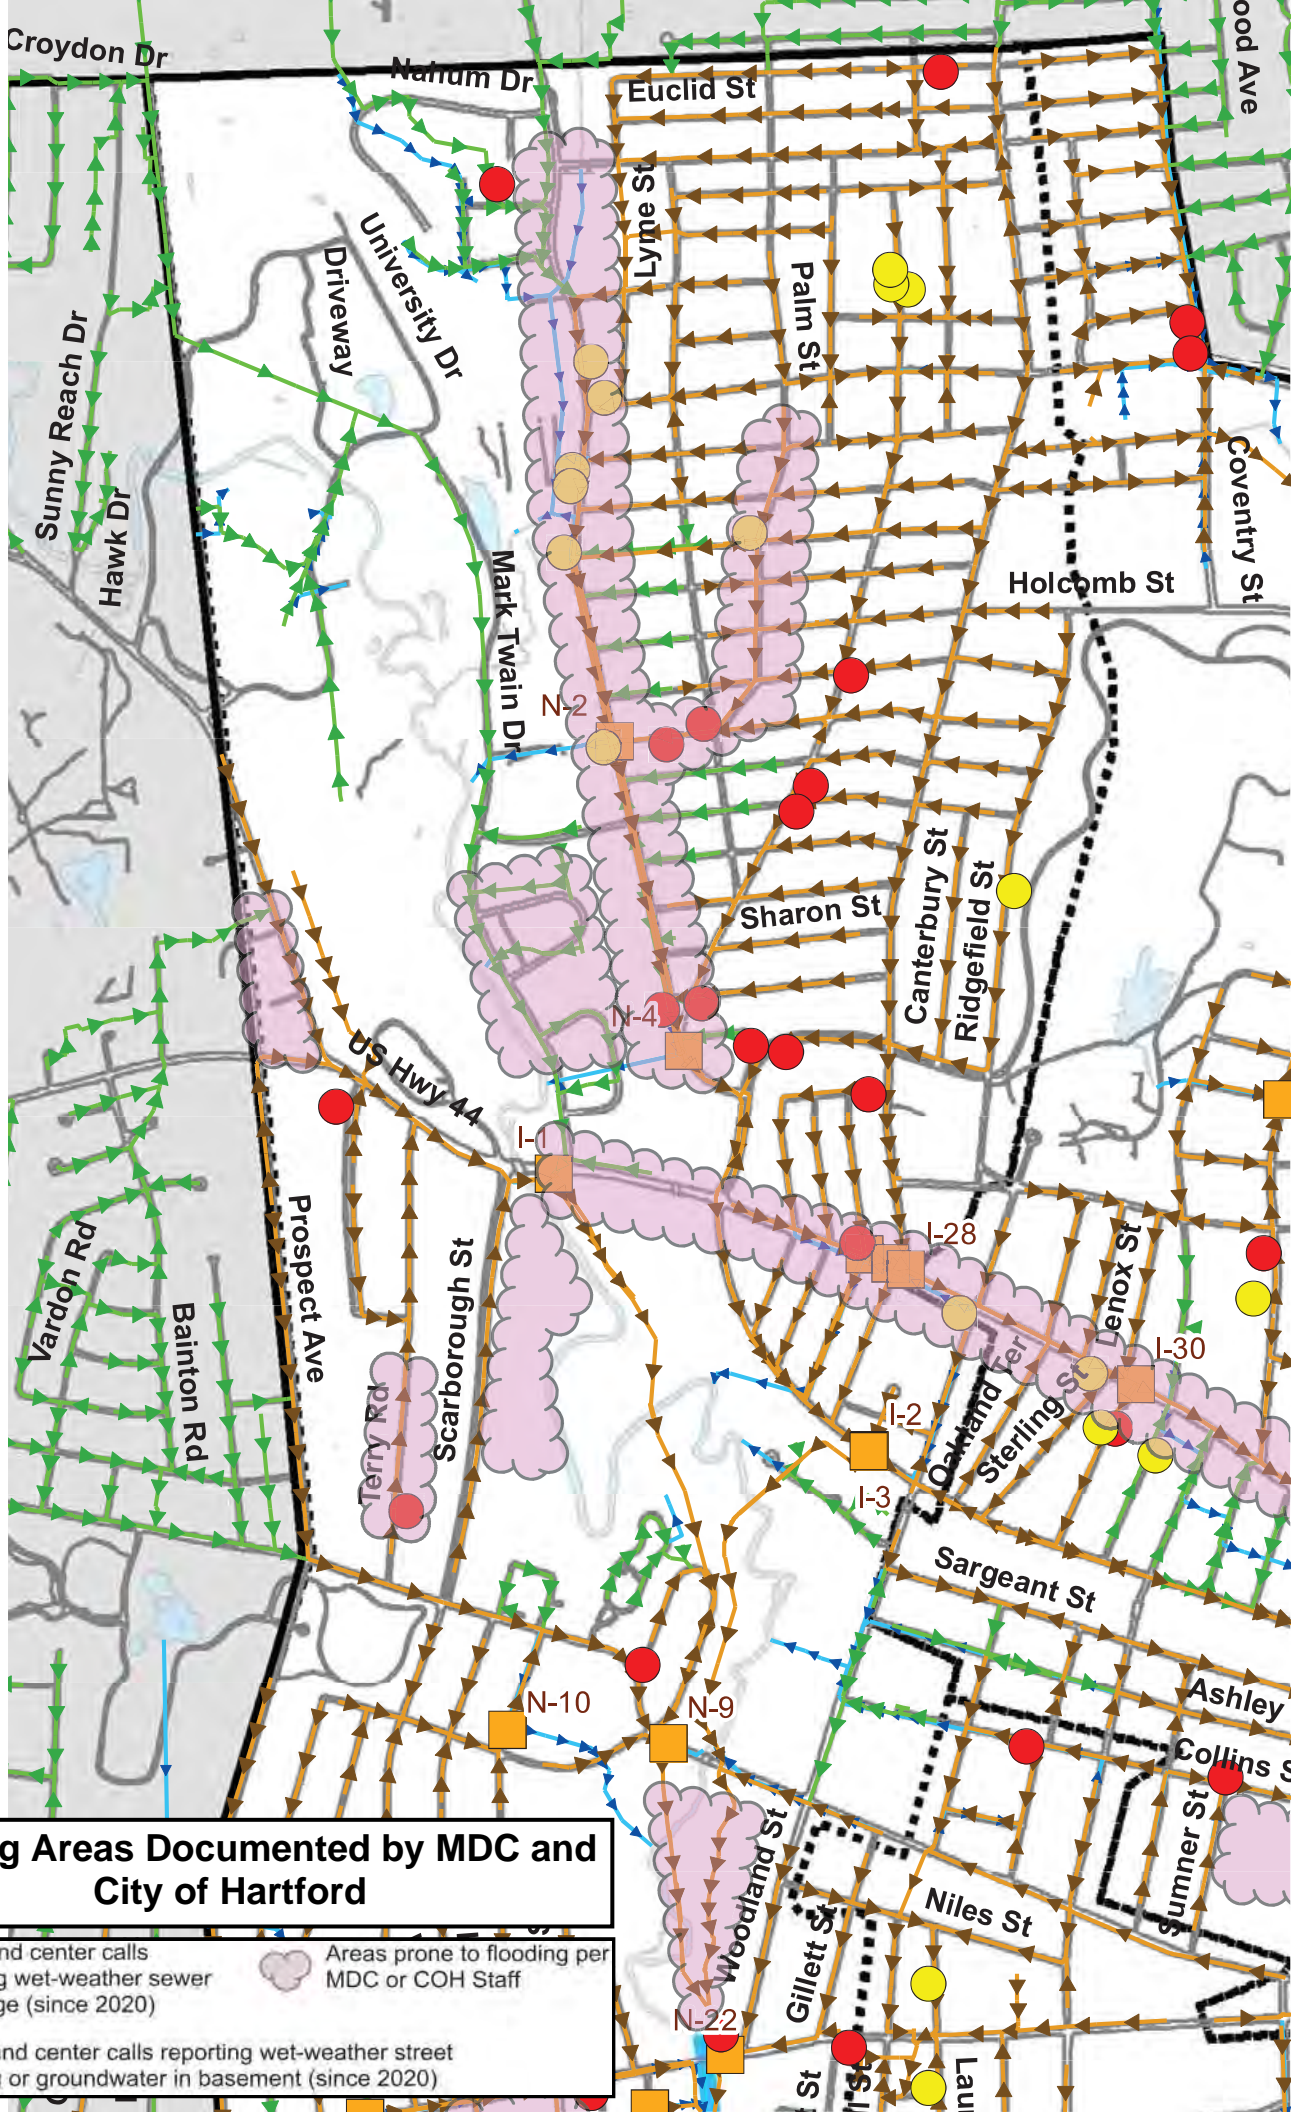 Croydon Dr
Nahum Dr
Euclid St
ood Ave
Lyme St
University Dr
Driveway
Palm St
Sunny Reach Dr
Hawk Dr
Coventry St
Mark Twain Dr
Holcomb St
N-2
Canterbury St
Sharon St
Ridgefield St
N-4
US Hwy 44
I-1
Prospect Ave
Vardon Rd
Bainton Rd
Scarborough St
Terry Rd
I-28
Lenox St
I-30
Oakland Ter
Sterling St
I-2
I-3
Sargeant St
Ashley
Collins S
N-10
N-9
Woodland St
Sumner St
Niles St
Gillett St
N-22
t St
l St
Lau
g Areas Documented by MDC and
City of Hartford
nd center calls
g wet-weather sewer
ge (since 2020)
Areas prone to flooding per
MDC or COH Staff
nd center calls reporting wet-weather street
g or groundwater in basement (since 2020)